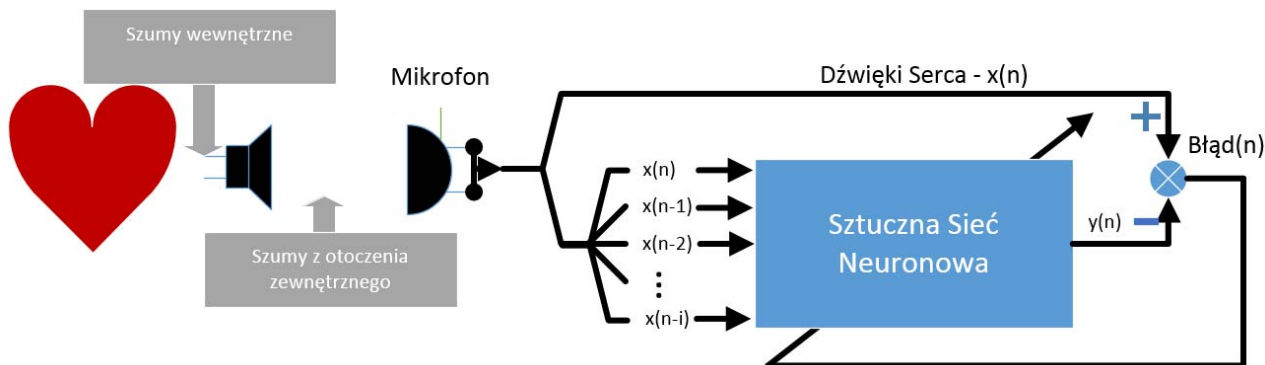 Szumy wewnętrzne
Mikrofon
Szumy z otoczenia
zewnętrznego
Dźwięki Serca - x(n)
+
Błąd(n)
x(n)
x(n-1)
x(n-2)
⋮
x(n-i)
Sztuczna Sieć
Neuronowa
y(n)
−